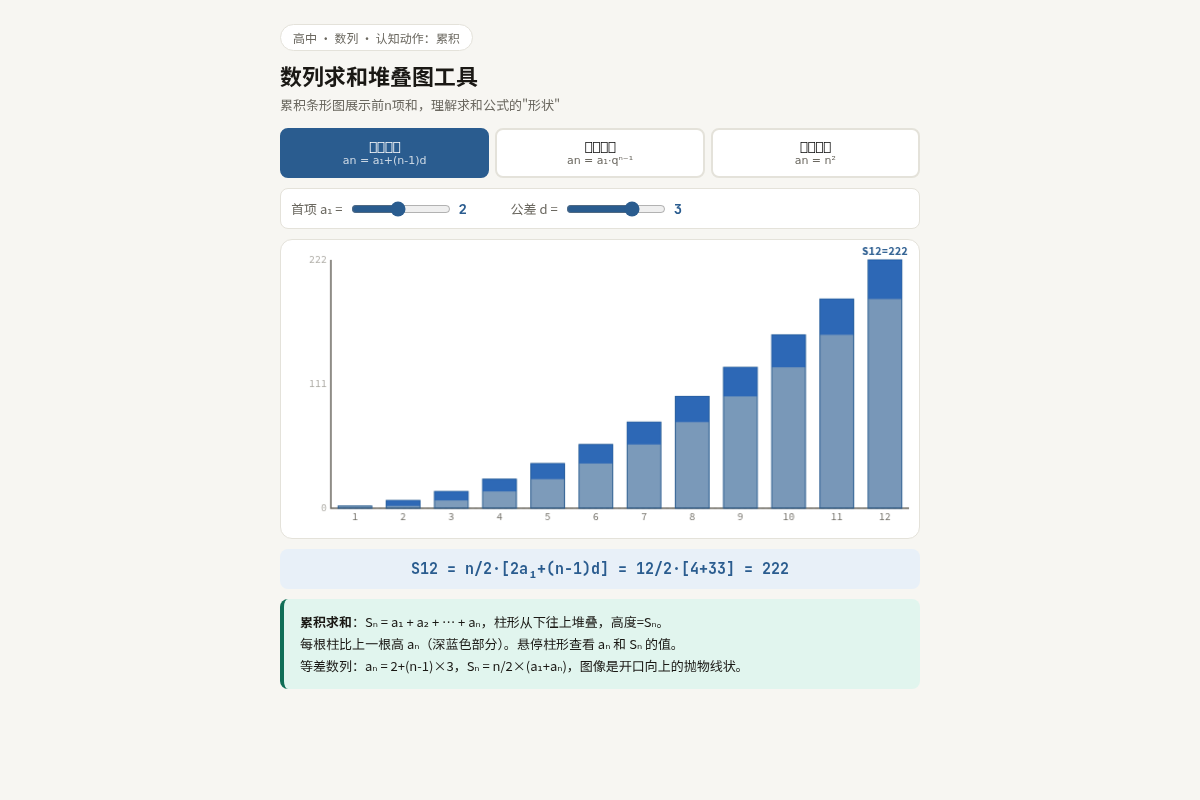 高中 · 数列 · 认知动作：累积
数列求和堆叠图工具
累积条形图展示前n项和，理解求和公式的"形状"
an = a₁+(n-1)d
an = a₁·qⁿ⁻¹
an = n²
首项 a₁ = 2 公差 d = 3
S12=222
222
111
0
1 2 3 4 5 6 7 8 9 10 11 12
S12 = n/2·[2a₁+(n-1)d] = 12/2·[4+33] = 222
累积求和：Sₙ = a₁ + a₂ + ⋯ + aₙ，柱形从下往上堆叠，高度=Sₙ。
每根柱比上一根高 aₙ（深蓝色部分）。悬停柱形查看 aₙ 和 Sₙ 的值。
等差数列：aₙ = 2+(n-1)×3，Sₙ = n/2×(a₁+aₙ)，图像是开口向上的抛物线状。